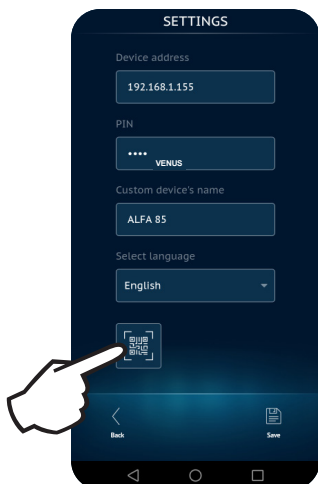 SETTINGS
Device address
192.168.1.155
PIN
•••• VENUS
Custom device's name
ALFA 85
Select language
English
Back Save